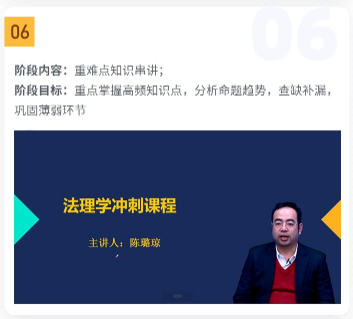 06
06
阶段内容：重难点知识串讲；
阶段目标：重点掌握高频知识点，分析命题趋势，查缺补漏，
巩固薄弱环节
法理学冲刺课程
主讲人：陈璐琼